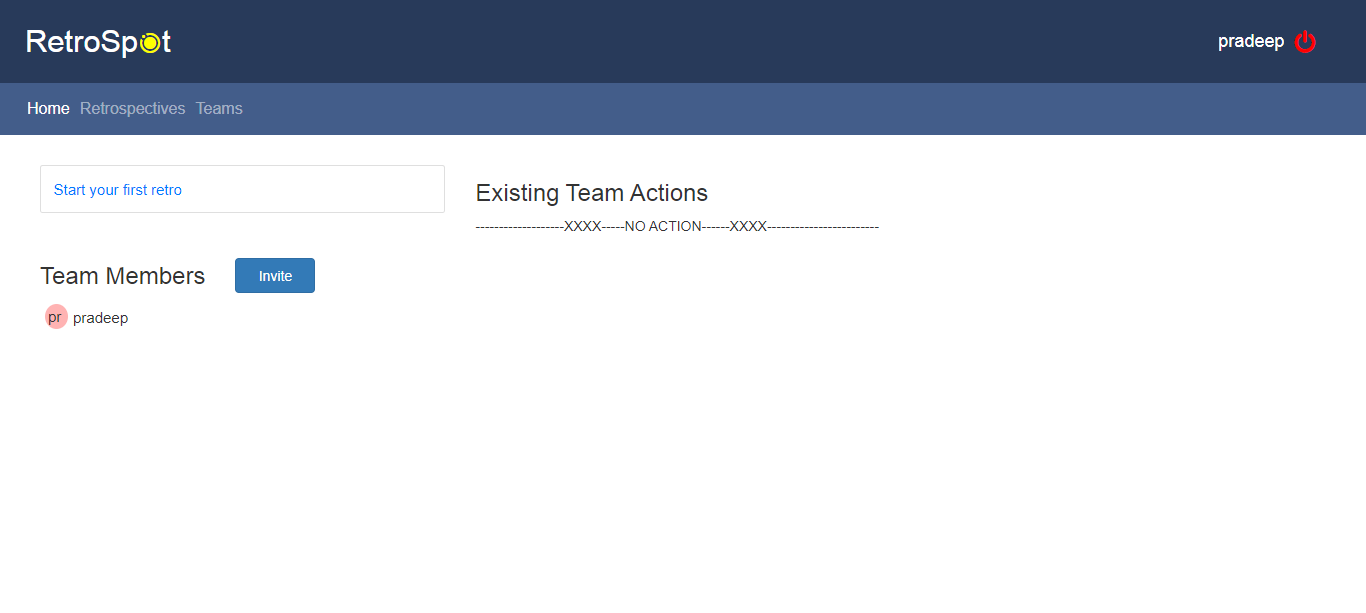 RetroSpot
pradeep
Home Retrospectives Teams
Start your first retro
Existing Team Actions
-------------------XXXX-----NO ACTION------XXXX------------------------
Team Members
Invite
pr pradeep